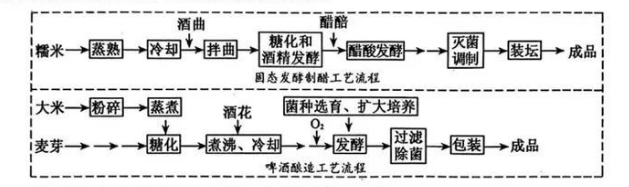 酒曲 醋醅
糯米 蒸熟 冷却 拌曲 糖化和酒精发酵 醋酸发酵 灭菌调制 装坛 成品
固态发酵制醋工艺流程
大米 粉碎 蒸煮 酒花 O₂ 菌种选育、扩大培养
麦芽 糖化 煮沸、冷却 发酵 过滤除菌 包装 成品
啤酒酿造工艺流程